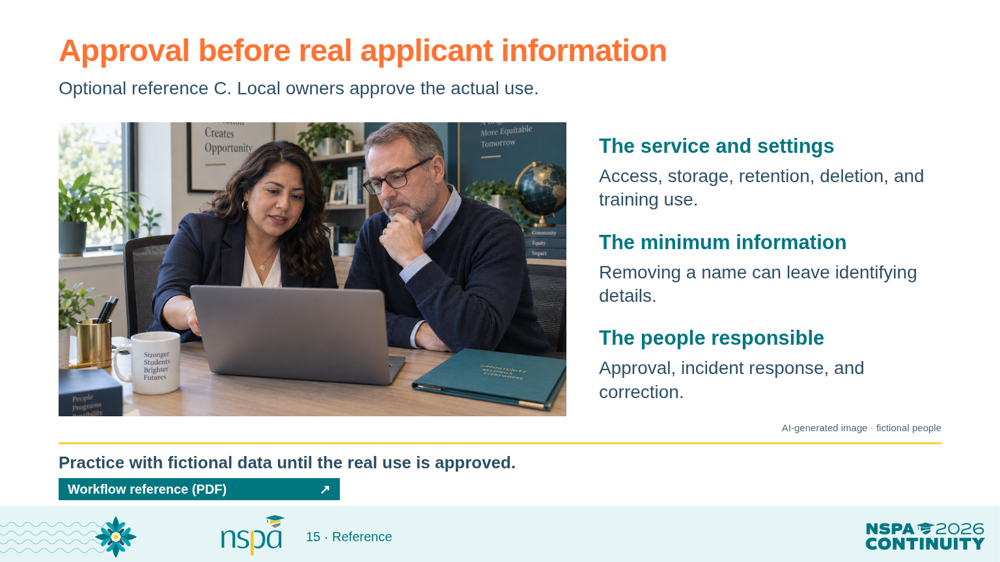 Approval before real applicant information
Optional reference C. Local owners approve the actual use.
Creates
Opportunity
More Equitable
Tomorrow
Community
Equity
Impact
Stronger
Students
Brighter
Futures
OPPORTUNITY
BELONGS
EVERYWHERE
People
Programs
Possibility
The service and settings
Access, storage, retention, deletion, and
training use.
The minimum information
Removing a name can leave identifying
details.
The people responsible
Approval, incident response, and
correction.
AI-generated image · fictional people
Practice with fictional data until the real use is approved.
Workflow reference (PDF) ↗
nspa
15 · Reference
NSPA 2026
CONTINUITY